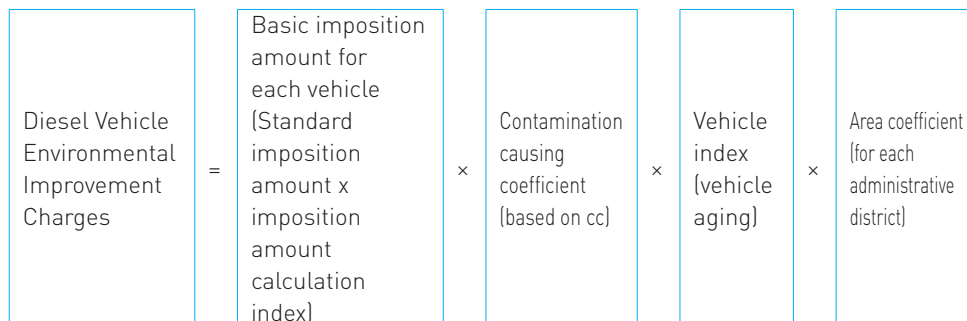 Diesel Vehicle
Environmental
Improvement
Charges
=
Basic imposition
amount for
each vehicle
(Standard
imposition
amount x
imposition
amount
calculation
index)
×
Contamination
causing
coefficient
(based on cc)
×
Vehicle
index
(vehicle
aging)
×
Area coefficient
(for each
administrative
district)